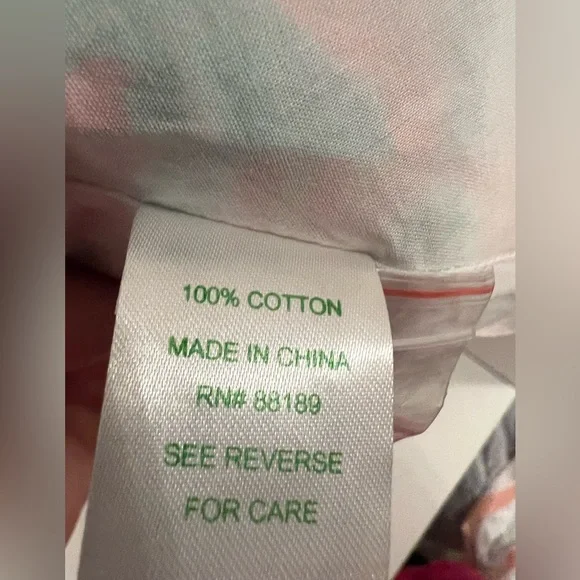 100% COTTON
MADE IN CHINA
RN# 88189
SEE REVERSE
FOR CARE